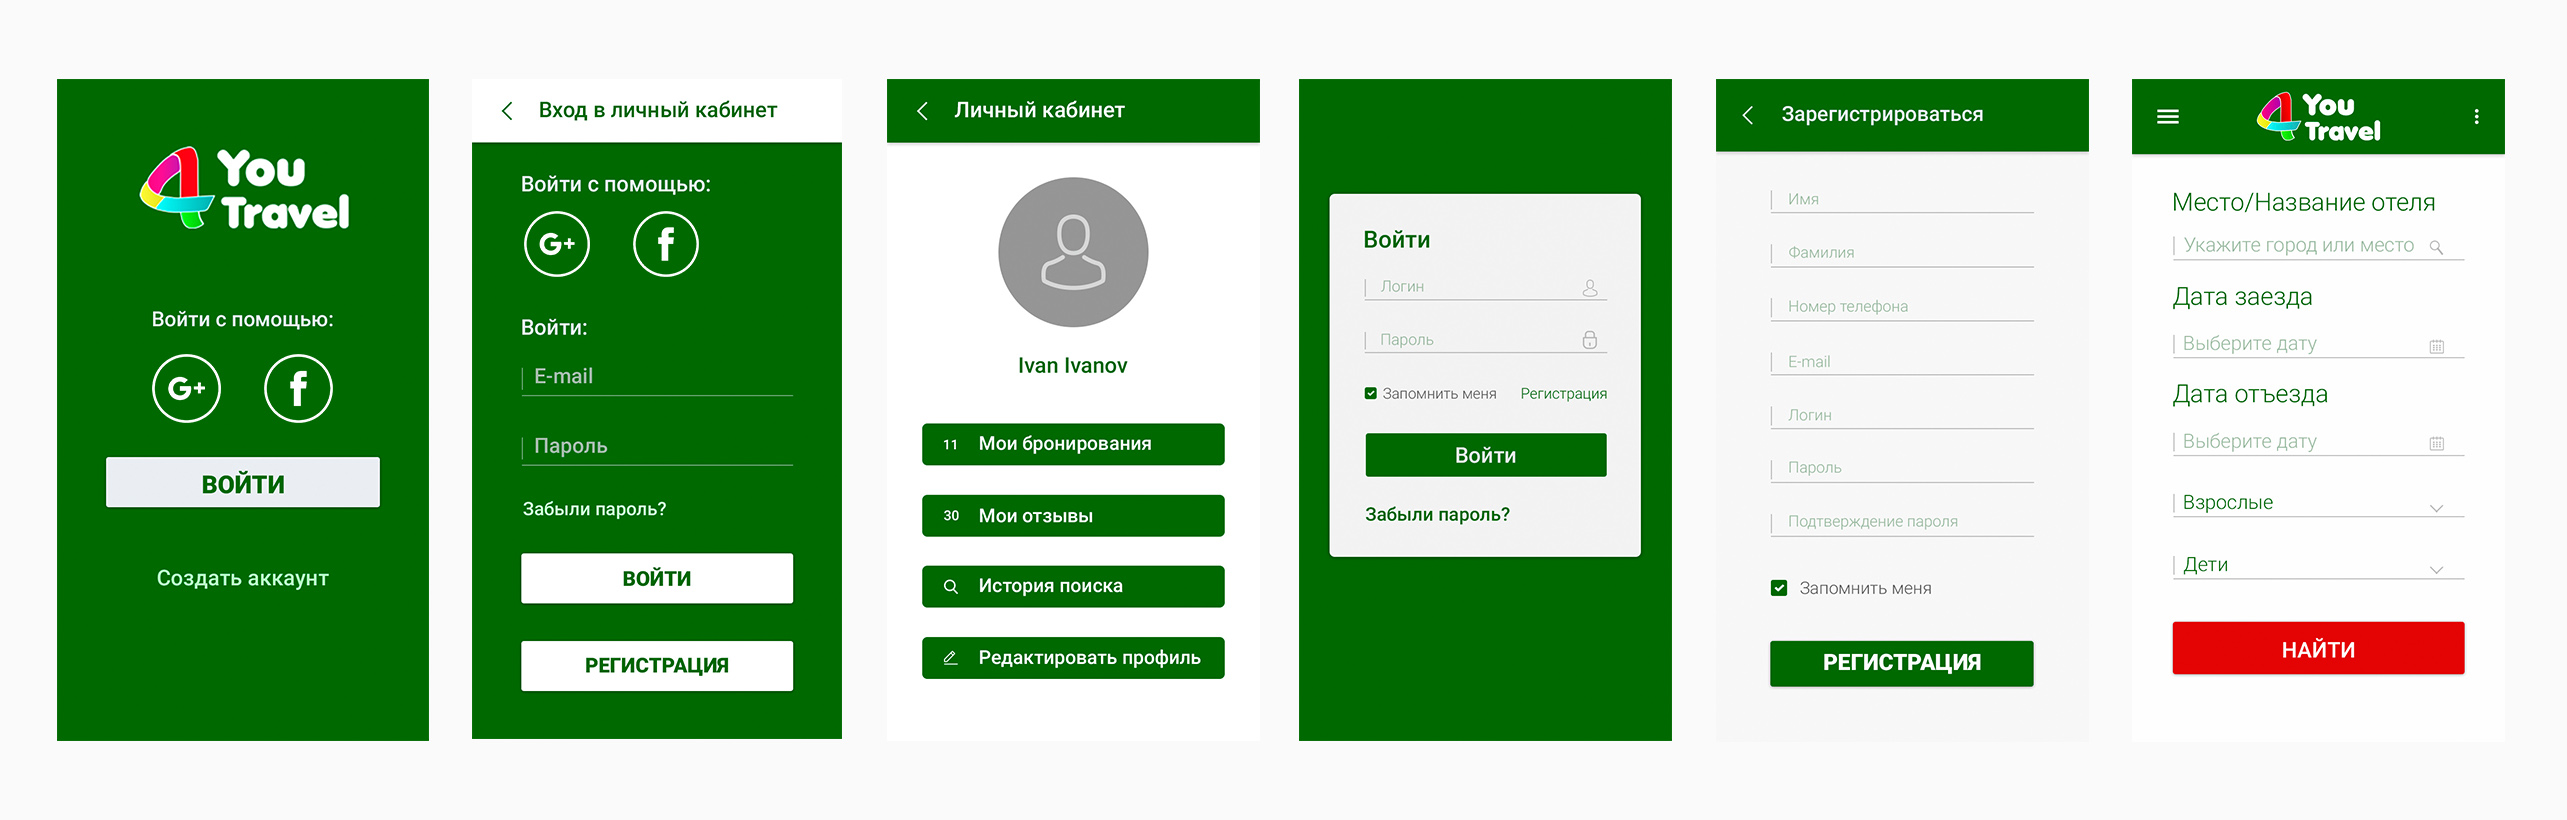 You
Travel
Войти с помощью:
G+
f
ВОЙТИ
Создать аккаунт
Вход в личный кабинет
Войти с помощью:
G+
f
Войти:
E-mail
Пароль
Забыли пароль?
ВОЙТИ
РЕГИСТРАЦИЯ
Личный кабинет
Ivan Ivanov
11 Мои бронирования
30 Мои отзывы
История поиска
Редактировать профиль
Войти
Логин
Пароль
Запомнить меня Регистрация
Войти
Забыли пароль?
Зарегистрироваться
Имя
Фамилия
Номер телефона
E-mail
Логин
Пароль
Подтверждение пароля
Запомнить меня
РЕГИСТРАЦИЯ
You
Travel
Место/Название отеля
Укажите город или место
Дата заезда
Выберите дату
Дата отъезда
Выберите дату
Взрослые
Дети
НАЙТИ